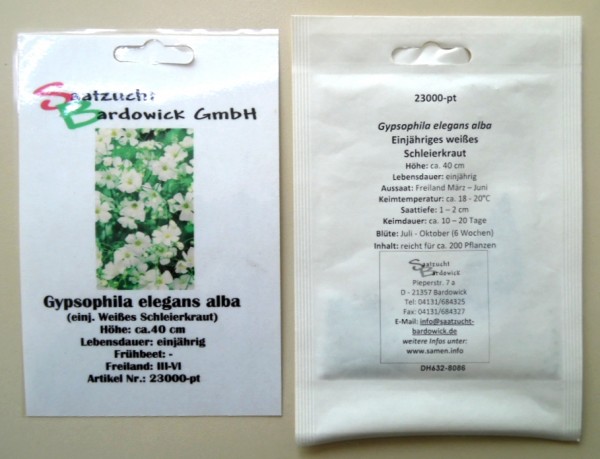 Saatzucht
Bardowick GmbH
Gypsophila elegans alba
(einj. Weißes Schleierkraut)
Höhe: ca.40 cm
Lebensdauer: einjährig
Frühbeet: -
Freiland: III-VI
Artikel Nr.: 23000-pt
23000-pt
Gypsophila elegans alba
Einjähriges weißes
Schleierkraut
Höhe: ca. 40 cm
Lebensdauer: einjährig
Aussaat: Freiland März – Juni
Keimtemperatur: ca. 18 - 20°C
Saattiefe: 1 – 2 cm
Keimdauer: ca. 10 – 20 Tage
Blüte: Juli - Oktober (6 Wochen)
Inhalt: reicht für ca. 200 Pflanzen
Saatzucht
Bardowick
Pieperstr. 7 a
D - 21357 Bardowick
Tel: 04131/684325
Fax: 04131/684327
E-Mail: info@saatzucht-
bardowick.de
weitere Infos unter:
www.samen.info
DH632-8086